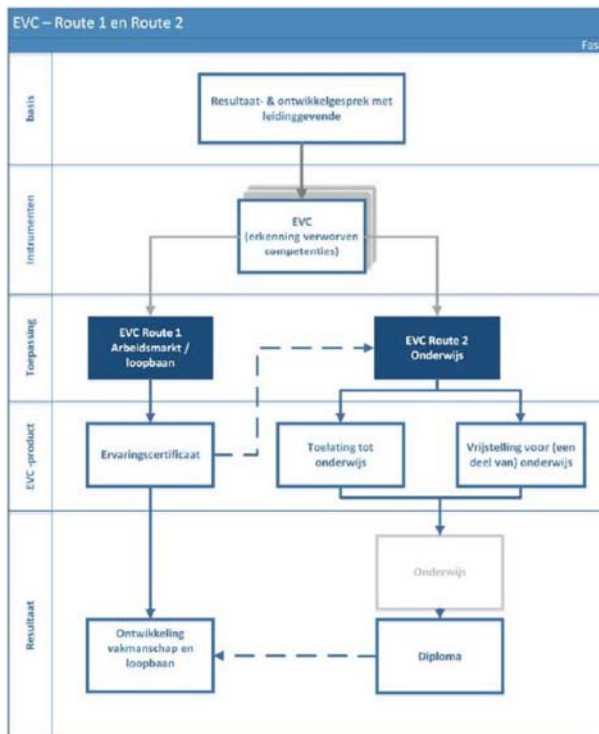 EVC – Route 1 en Route 2
Fas
basis
Resultaat- & ontwikkelgesprek met
leidinggevende
Instrumenten
EVC
(erkenning verworven
competenties)
Toepassing
EVC Route 1
Arbeidsmarkt /
loopbaan
EVC Route 2
Onderwijs
EVC -product
Ervaringscertificaat
Toelating tot
onderwijs
Vrijstelling voor (een
deel van) onderwijs
Resultaat
Onderwijs
Ontwikkeling
vakmanschap en
loopbaan
Diploma